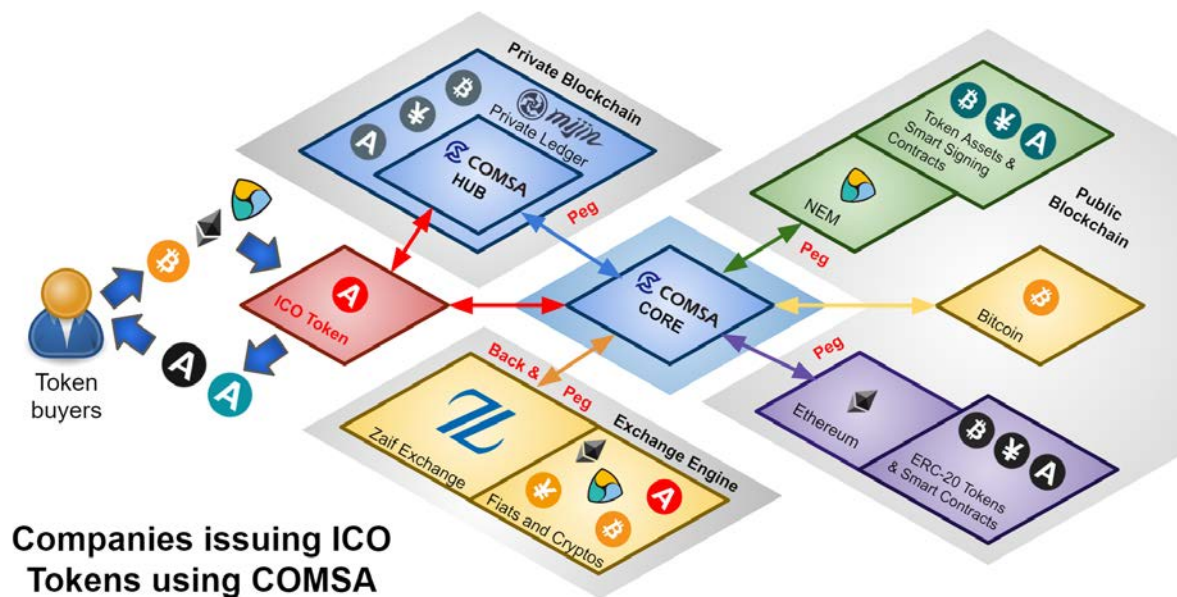 Private Blockchain
mijin
Private Ledger
COMSA
HUB
Peg
Token Assets &
Smart Signing
Contracts
NEM
Peg
Public
Blockchain
Token
buyers
ICO Token
COMSA
CORE
Bitcoin
Back &
Peg
Zaif Exchange
Exchange Engine
Fiats and Cryptos
Peg
Ethereum
ERC-20 Tokens
& Smart
Contracts
Companies issuing ICO
Tokens using COMSA